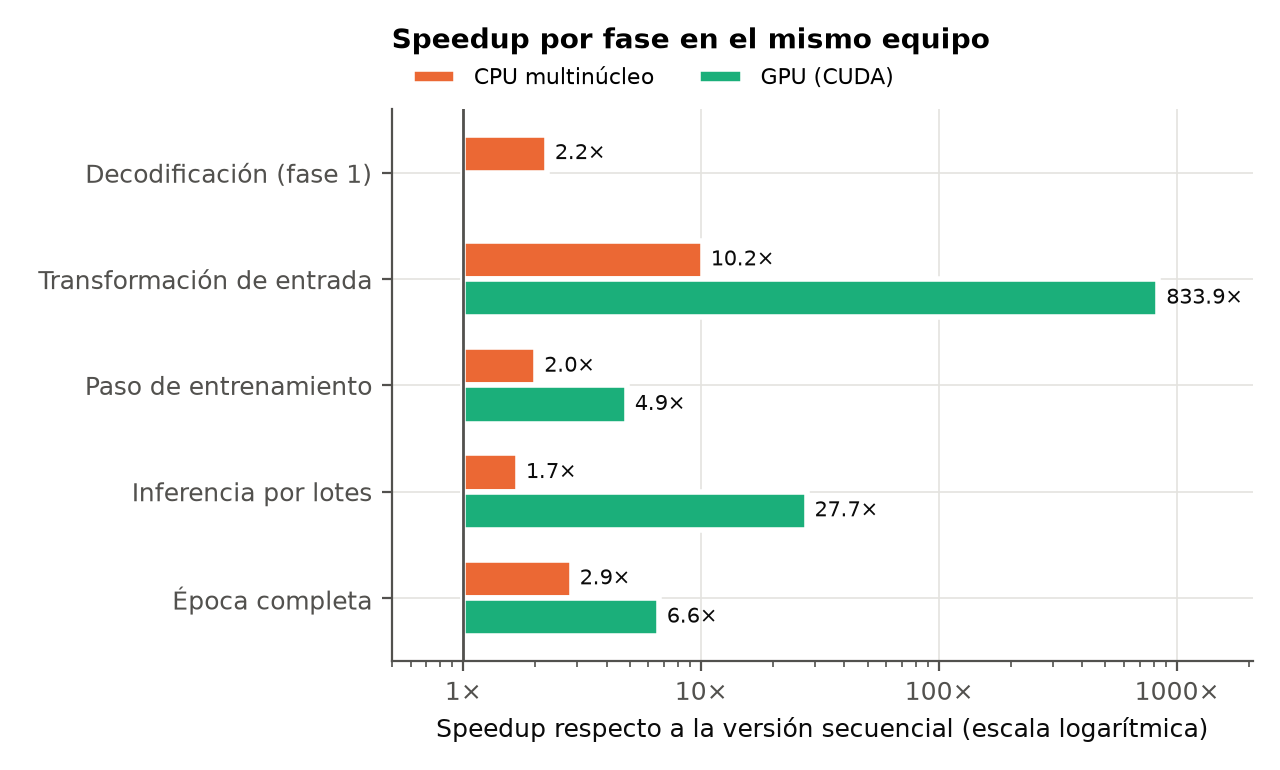 Speedup por fase en el mismo equipo
CPU multinúcleo GPU (CUDA)
Decodificación (fase 1) 2.2×
Transformación de entrada 10.2×
833.9×
Paso de entrenamiento 2.0×
4.9×
Inferencia por lotes 1.7×
27.7×
Época completa 2.9×
6.6×
1× 10× 100× 1000×
Speedup respecto a la versión secuencial (escala logarítmica)